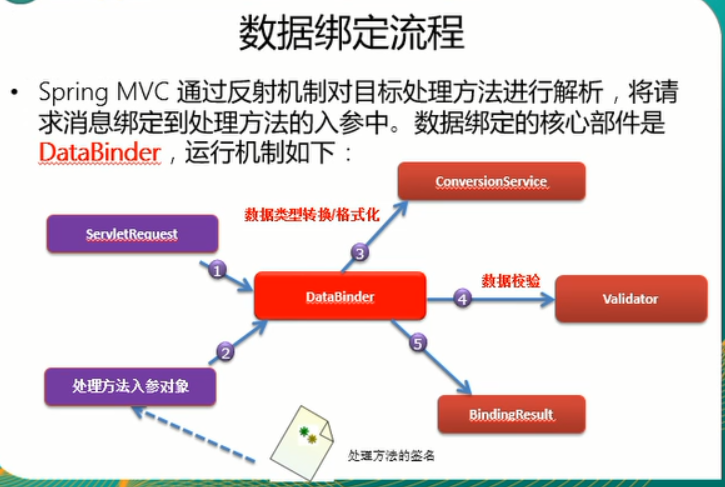 数据绑定流程
• Spring MVC 通过反射机制对目标处理方法进行解析，将请
求消息绑定到处理方法的入参中。数据绑定的核心部件是
DataBinder，运行机制如下：
ConversionService
数据类型转换/格式化
ServletRequest
3
1
数据校验
DataBinder
4
Validator
5
2
处理方法入参对象
BindingResult
处理方法的签名